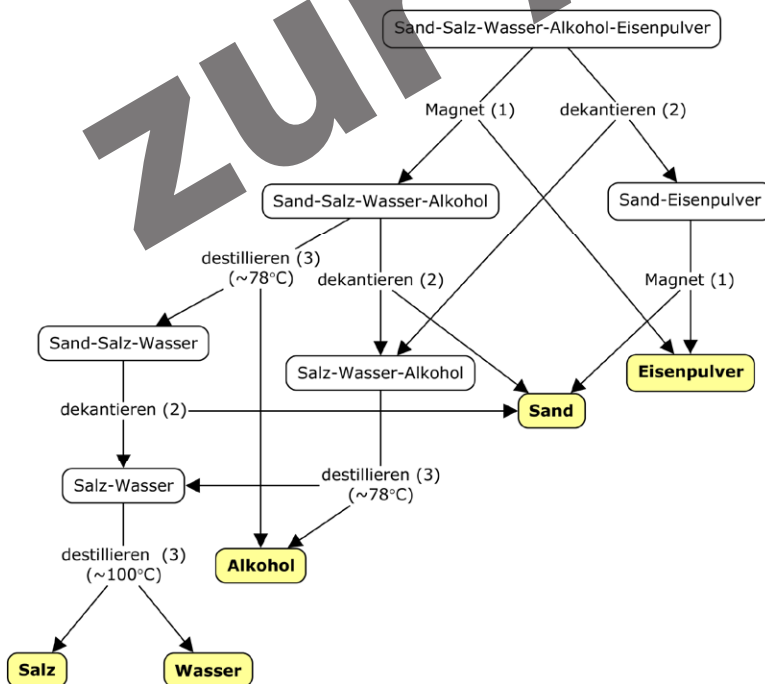 zur
Sand-Salz-Wasser-Alkohol-Eisenpulver
Magnet (1)
dekantieren (2)
Sand-Salz-Wasser-Alkohol
Sand-Eisenpulver
destillieren (3)
(~78°C)
dekantieren (2)
Magnet (1)
Sand-Salz-Wasser
Salz-Wasser-Alkohol
Eisenpulver
dekantieren (2)
Sand
Salz-Wasser
destillieren (3)
(~78°C)
destillieren (3)
(~100°C)
Alkohol
Salz
Wasser